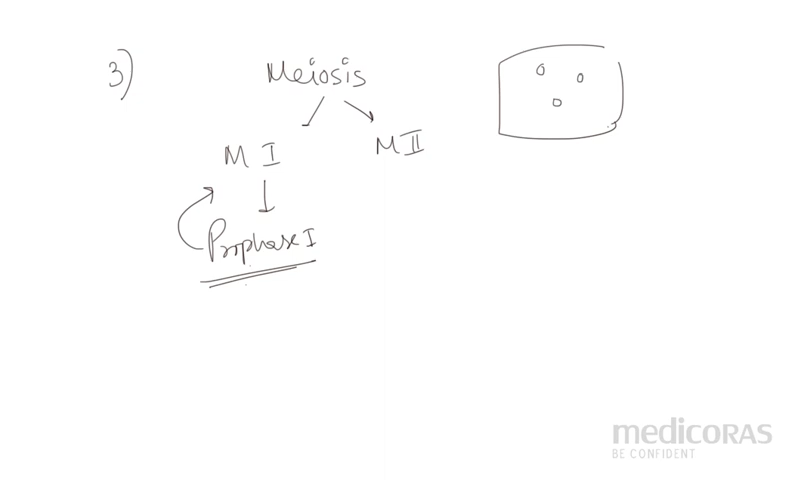 3)
Meiosis
M I
M II
Prophase I
medicoras
BE CONFIDENT